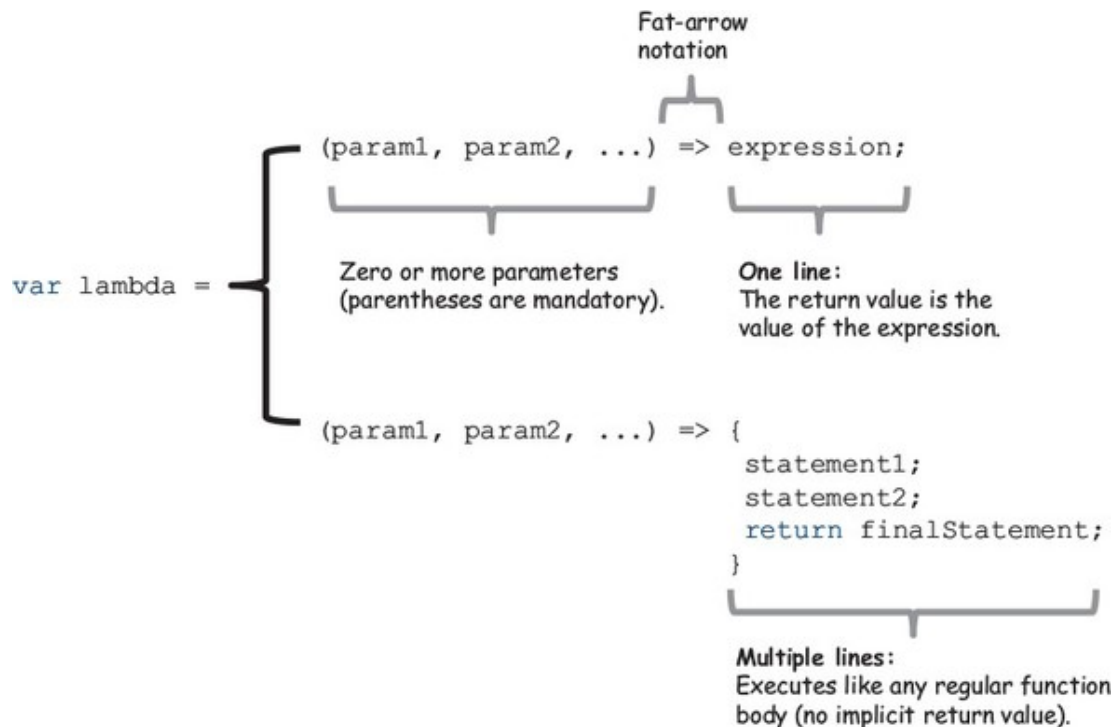 Fat-arrow
notation
(param1, param2, ...) => expression;
Zero or more parameters
(parentheses are mandatory).
One line:
The return value is the
value of the expression.
var lambda =
(param1, param2, ...) => {
statement1;
statement2;
return finalStatement;
}
Multiple lines:
Executes like any regular function
body (no implicit return value).